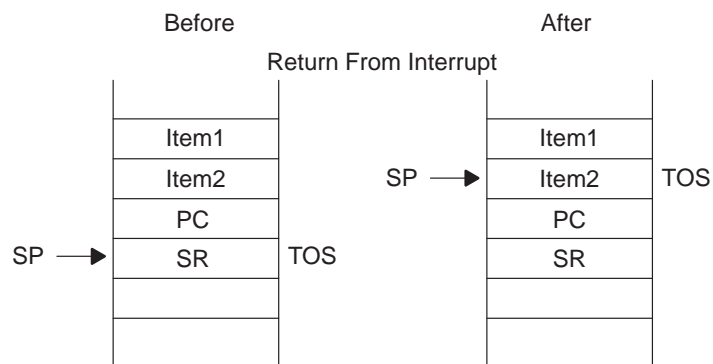 Before After
Return From Interrupt
Item1 Item1
Item2 SP Item2 TOS
PC PC
SP SR TOS SR